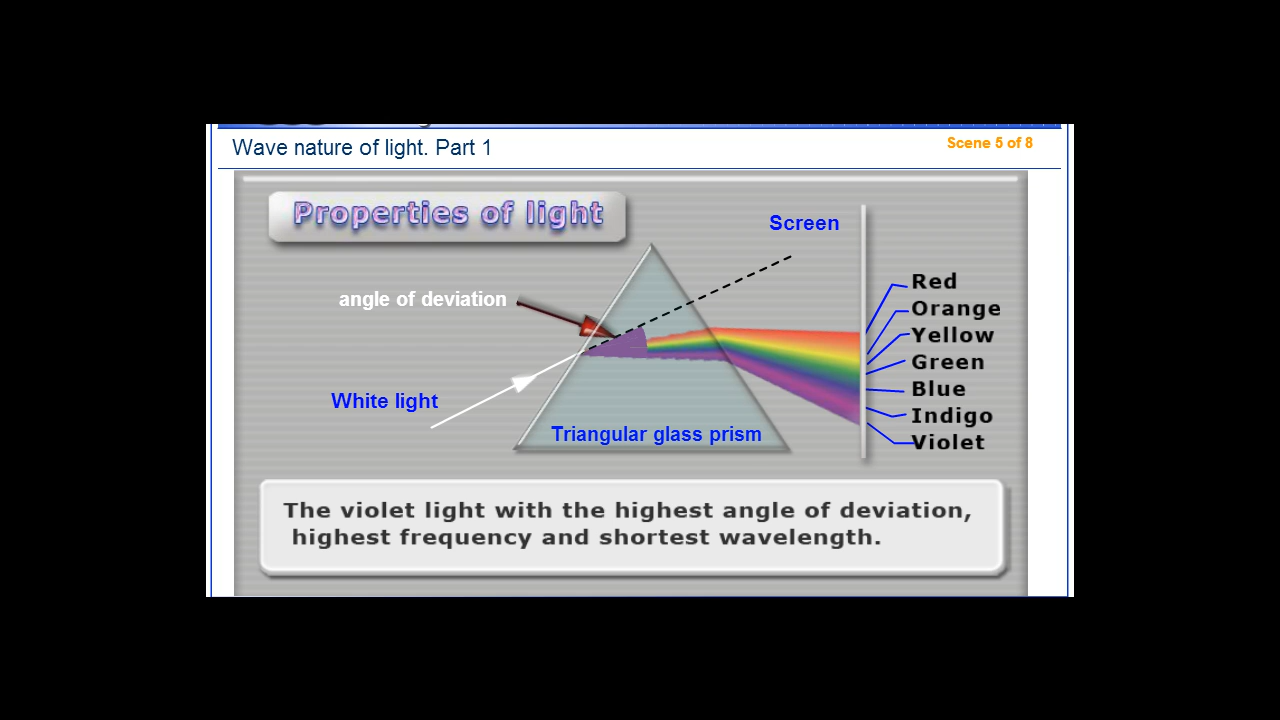 Wave nature of light. Part 1
Scene 5 of 8
Properties of light
Screen
angle of deviation
White light
Triangular glass prism
Red
Orange
Yellow
Green
Blue
Indigo
Violet
The violet light with the highest angle of deviation,
highest frequency and shortest wavelength.